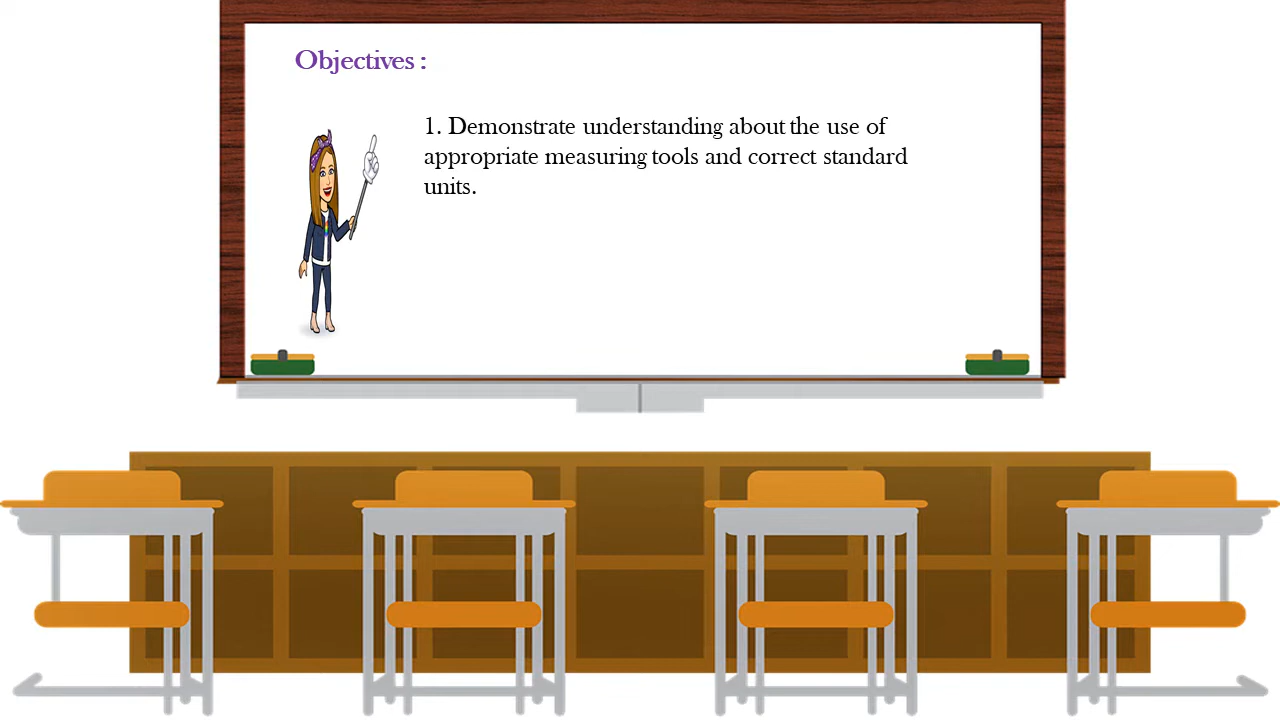 Objectives :
1. Demonstrate understanding about the use of
appropriate measuring tools and correct standard
units.